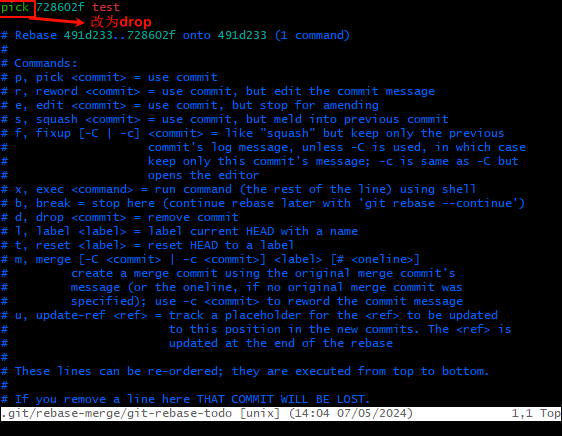 pick 728602f test
改为drop
# Rebase 491d233..728602f onto 491d233 (1 command)
#
# Commands:
# p, pick <commit> = use commit
# r, reword <commit> = use commit, but edit the commit message
# e, edit <commit> = use commit, but stop for amending
# s, squash <commit> = use commit, but meld into previous commit
# f, fixup [-C | -c] <commit> = like "squash" but keep only the previous
#                    commit's log message, unless -C is used, in which case
#                    keep only this commit's message; -c is same as -C but
#                    opens the editor
# x, exec <command> = run command (the rest of the line) using shell
# b, break = stop here (continue rebase later with 'git rebase --continue')
# d, drop <commit> = remove commit
# l, label <label> = label current HEAD with a name
# t, reset <label> = reset HEAD to a label
# m, merge [-C <commit> | -c <commit>] <label> [# <oneline>]
#         create a merge commit using the original merge commit's
#         message (or the oneline, if no original merge commit was
#         specified); use -c <commit> to reword the commit message
# u, update-ref <ref> = track a placeholder for the <ref> to be updated
#                       to this position in the new commits. The <ref> is
#                       updated at the end of the rebase
#
# These lines can be re-ordered; they are executed from top to bottom.
#
# If you remove a line here THAT COMMIT WILL BE LOST.
.git/rebase-merge/git-rebase-todo [unix] (14:04 07/05/2024) 1,1 Top